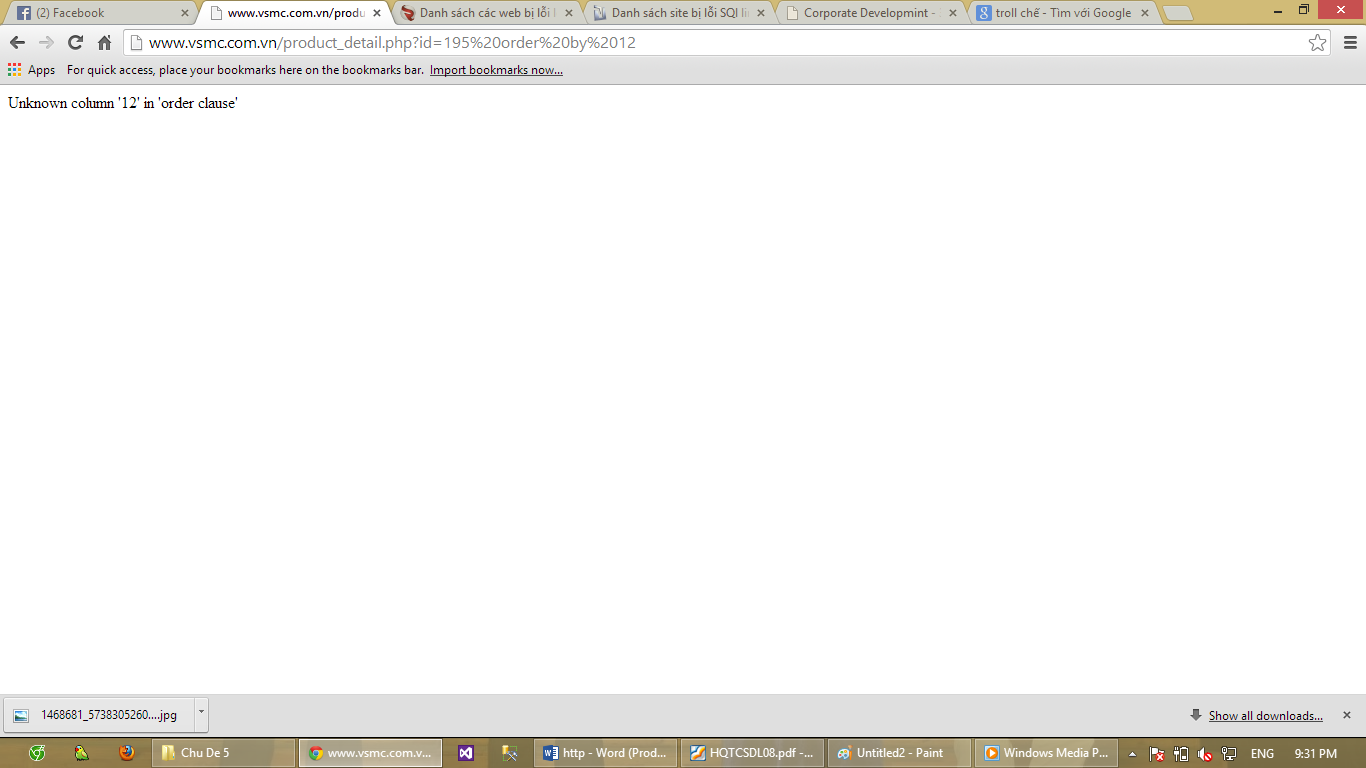 (2) Facebook
www.vsmc.com.vn/produ
Danh sách các web bị lỗi
Danh sách site bị lỗi SQl
Corporate Developmint -
troll chế - Tìm với Google
www.vsmc.com.vn/product_detail.php?id=195%20order%20by%2012
Apps For quick access, place your bookmarks here on the bookmarks bar. Import bookmarks now...
Unknown column '12' in 'order clause'
1468681_5738305260....jpg
Show all downloads...
Chu De 5
www.vsmc.com.v...
http - Word (Prod...
HQTCSDL08.pdf -...
Untitled2 - Paint
Windows Media P...
ENG
9:31 PM